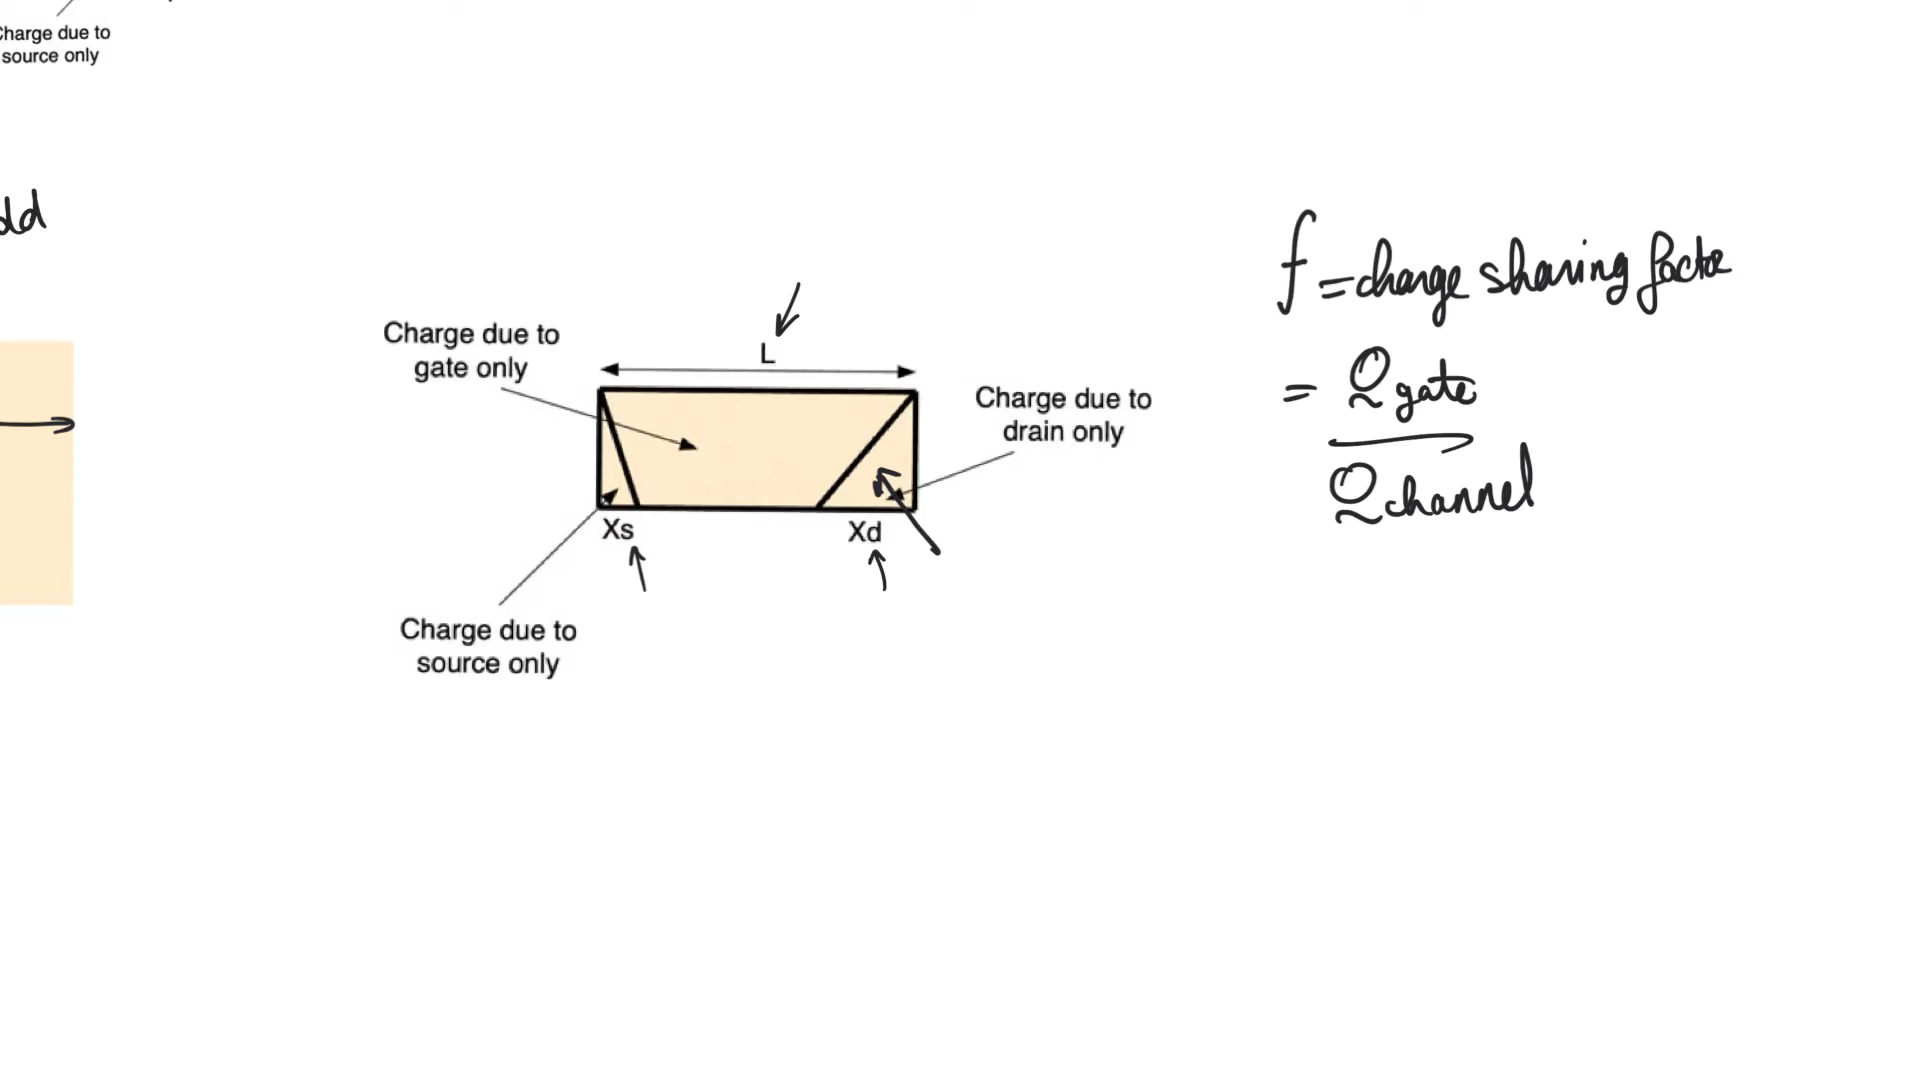 Charge due to
source only
dd
Charge due to
gate only
L
Charge due to
drain only
Xs
Xd
Charge due to
source only
f = charge sharing factor
= Qgate
Qchannel